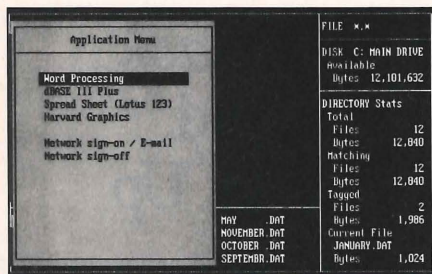 Application Menu
Word Processing
dBASE III Plus
Spread Sheet (Lotus 123)
Harvard Graphics
Network sign-on / E-mail
Network sign-off
MAY .DAT
NOVEMBER.DAT
OCTOBER .DAT
SEPTEMBR.DAT
FILE *.*
DISK C: MAIN DRIVE
Available
Bytes 12,101,632
DIRECTORY Stats
Total
Files 12
Bytes 12,840
Matching
Files 12
Bytes 12,840
Tagged
Files 2
Bytes 1,986
Current File
JANUARY.DAT
Bytes 1,024